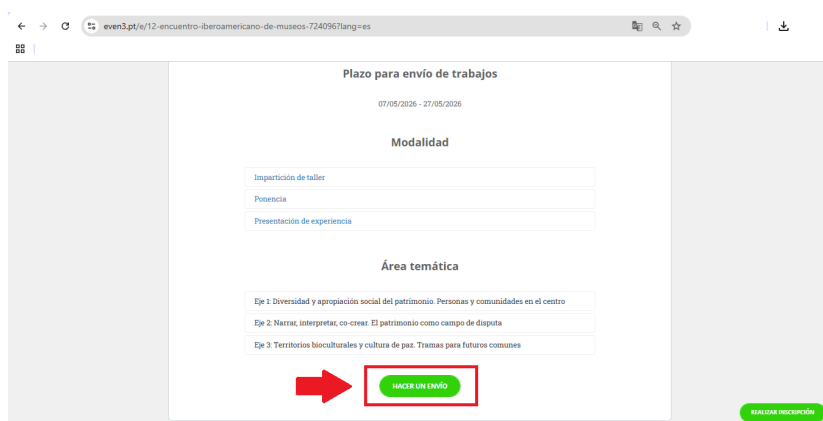 even3.pt/e/12-encuentro-iberoamericano-de-museos-724096?lang=es
Plazo para envío de trabajos
07/05/2026 - 27/05/2026
Modalidad
Impartición de taller
Ponencia
Presentación de experiencia
Área temática
Eje 1: Diversidad y apropiación social del patrimonio. Personas y comunidades en el centro
Eje 2: Narrar, interpretar, co-crear. El patrimonio como campo de disputa
Eje 3: Territorios bioculturales y cultura de paz. Tramas para futuros comunes
HACER UN ENVÍO
REALIZAR INSCRIPCIÓN